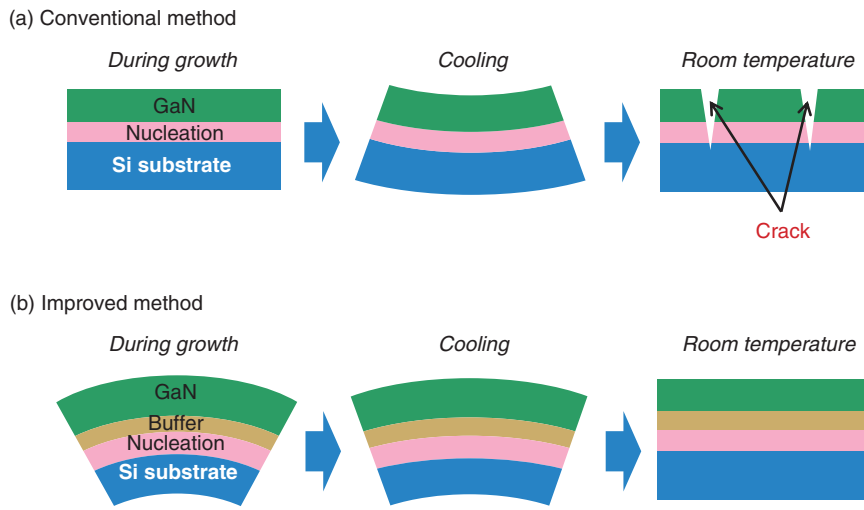 (a) Conventional method
During growth
Cooling
Room temperature
GaN
Nucleation
Si substrate
Crack
(b) Improved method
During growth
Cooling
Room temperature
GaN
Buffer
Nucleation
Si substrate